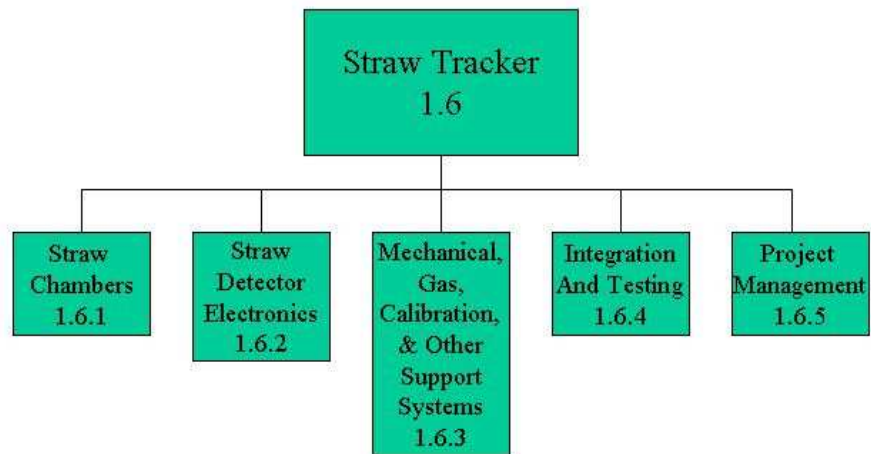 Straw Tracker
1.6
Straw
Chambers
1.6.1
Straw
Detector
Electronics
1.6.2
Mechanical,
Gas,
Calibration,
& Other
Support
Systems
1.6.3
Integration
And Testing
1.6.4
Project
Management
1.6.5